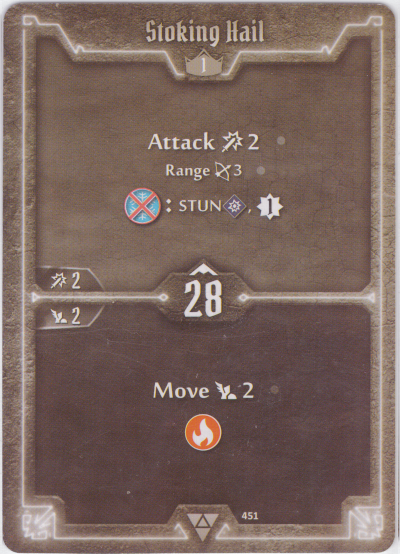 Stoking Hail
1
Attack 2
Range 3
: STUN , 1
2
28
2
Move 2
451